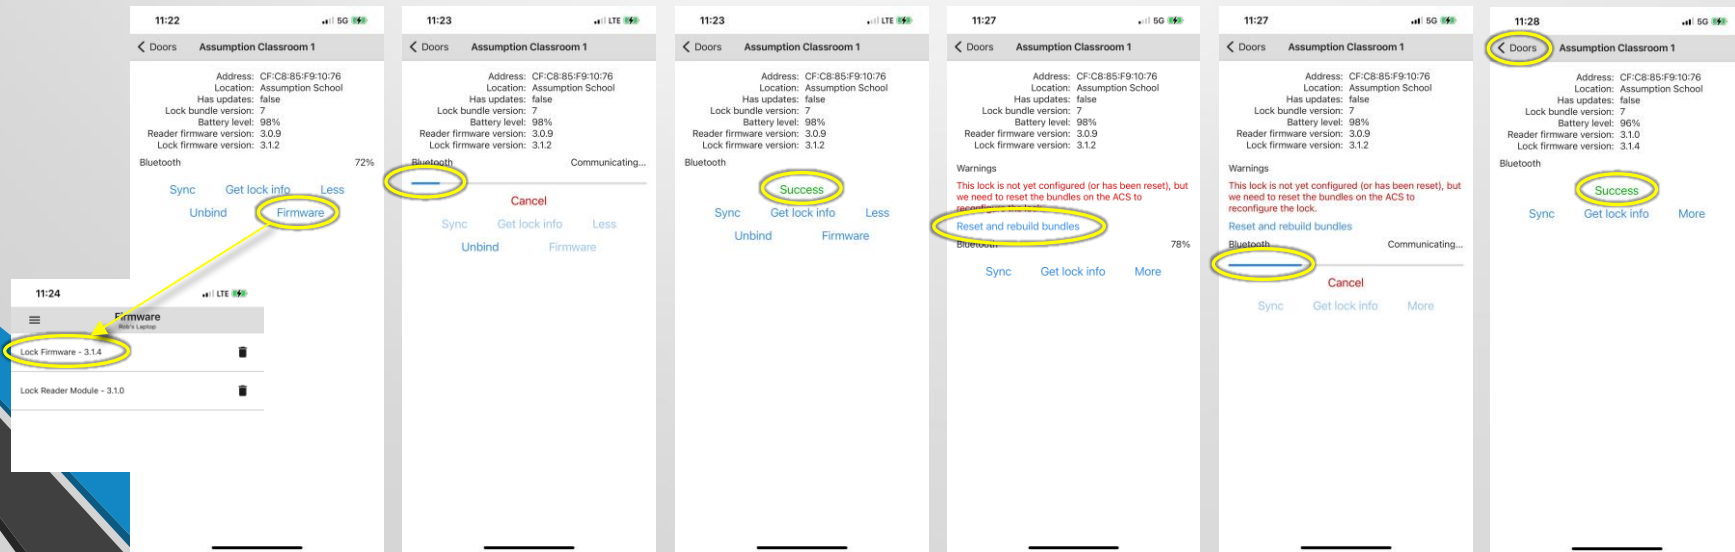 11:22
5G
Doors
Assumption Classroom 1
Address: CF:C8:85:F9:10:76
Location: Assumption School
Has updates: false
Lock bundle version: 7
Battery level: 98%
Reader firmware version: 3.0.9
Lock firmware version: 3.1.2
Bluetooth 72%
Sync Get lock info Less
Unbind Firmware
11:24
LTE
Firmware
Rob's Laptop
Lock Firmware - 3.1.4
Lock Reader Module - 3.1.0
11:23
LTE
Doors
Assumption Classroom 1
Address: CF:C8:85:F9:10:76
Location: Assumption School
Has updates: false
Lock bundle version: 7
Battery level: 98%
Reader firmware version: 3.0.9
Lock firmware version: 3.1.2
Bluetooth Communicating...
Cancel
Sync Get lock info Less
Unbind Firmware
11:23
LTE
Doors
Assumption Classroom 1
Address: CF:C8:85:F9:10:76
Location: Assumption School
Has updates: false
Lock bundle version: 7
Battery level: 98%
Reader firmware version: 3.0.9
Lock firmware version: 3.1.2
Bluetooth
Success
Sync Get lock info Less
Unbind Firmware
11:27
5G
Doors
Assumption Classroom 1
Address: CF:C8:85:F9:10:76
Location: Assumption School
Has updates: false
Lock bundle version: 7
Battery level: 98%
Reader firmware version: 3.0.9
Lock firmware version: 3.1.2
Warnings
This lock is not yet configured (or has been reset), but
we need to reset the bundles on the ACS to
reconfigure the lock.
Reset and rebuild bundles
Bluetooth 78%
Sync Get lock info More
11:27
5G
Doors
Assumption Classroom 1
Address: CF:C8:85:F9:10:76
Location: Assumption School
Has updates: false
Lock bundle version: 7
Battery level: 98%
Reader firmware version: 3.0.9
Lock firmware version: 3.1.2
Warnings
This lock is not yet configured (or has been reset), but
we need to reset the bundles on the ACS to
reconfigure the lock.
Reset and rebuild bundles
Bluetooth Communicating...
Cancel
Sync Get lock info More
11:28
5G
Doors
Assumption Classroom 1
Address: CF:C8:85:F9:10:76
Location: Assumption School
Has updates: false
Lock bundle version: 7
Battery level: 96%
Reader firmware version: 3.1.0
Lock firmware version: 3.1.4
Bluetooth
Success
Sync Get lock info More